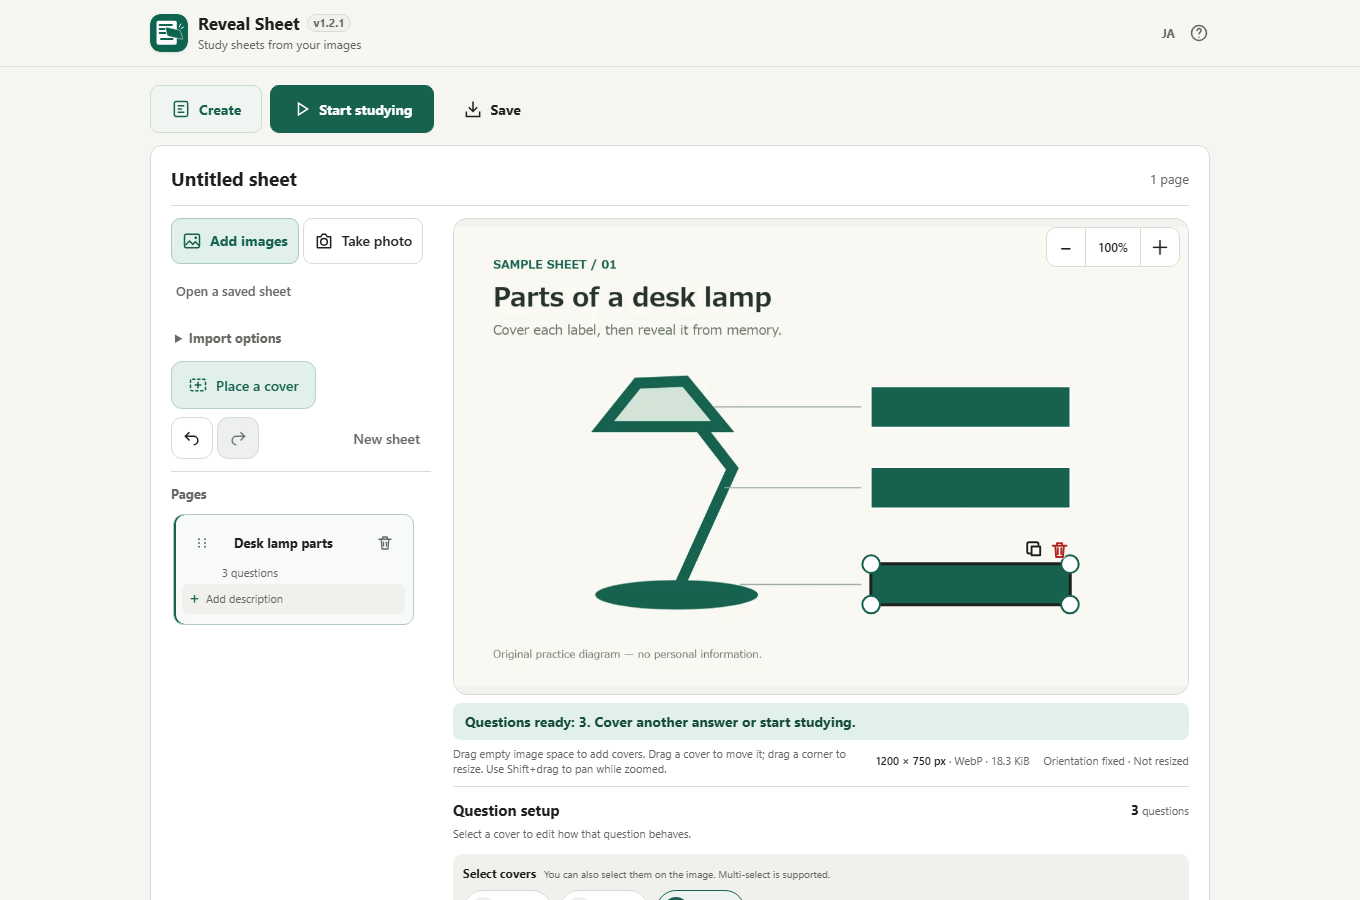 Reveal Sheet v1.2.1
Study sheets from your images
JA
Create
Start studying
Save
Untitled sheet
1 page
Add images
Take photo
Open a saved sheet
Import options
Place a cover
New sheet
Pages
Desk lamp parts
3 questions
+ Add description
100%
SAMPLE SHEET / 01
Parts of a desk lamp
Cover each label, then reveal it from memory.
Original practice diagram — no personal information.
Questions ready: 3. Cover another answer or start studying.
Drag empty image space to add covers. Drag a cover to move it; drag a corner to
resize. Use Shift+drag to pan while zoomed.
1200 × 750 px · WebP · 18.3 KiB
Orientation fixed · Not resized
Question setup
3 questions
Select a cover to edit how that question behaves.
Select covers You can also select them on the image. Multi-select is supported.